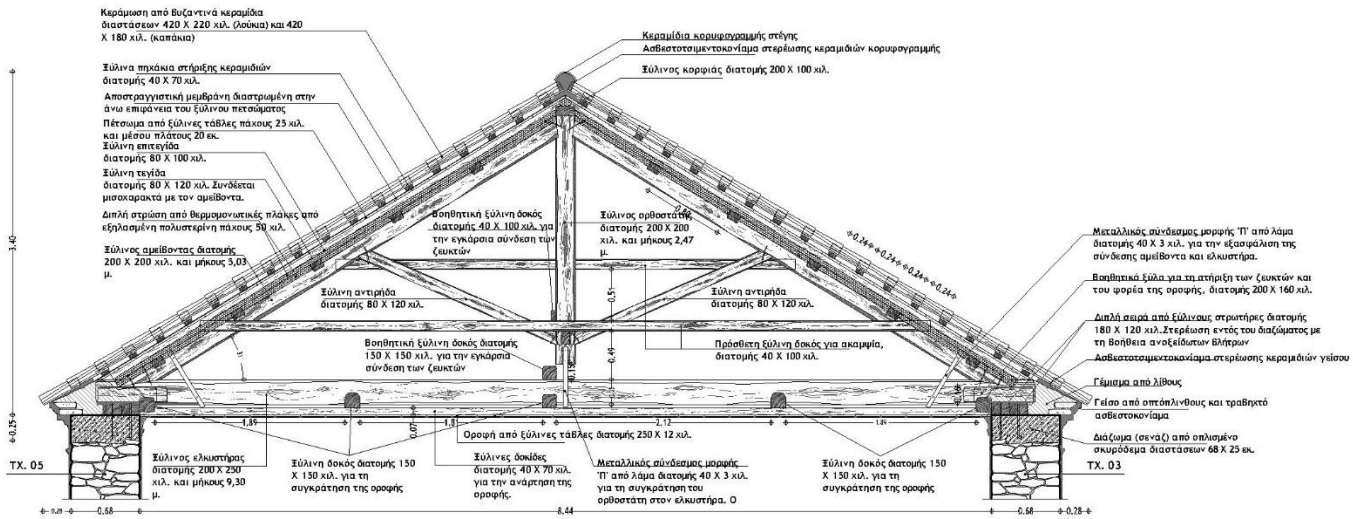 Κεράμωση από βυζαντινά κεραμίδια
διαστάσεων 420 Χ 220 χιλ. (λούκια) και 420
Χ 180 χιλ. (καπάκια)
Ξύλινα πηχάκια στήριξης κεραμιδιών
διατομής 40 Χ 70 χιλ.
Αποστραγγιστική μεμβράνη διαστρωμένη στην
άνω επιφάνεια του ξύλινου πετσώματος
Πέτσωμα από ξύλινες τάβλες πάχους 25 χιλ.
και μέσου πλάτους 20 εκ.
Ξύλινη επιτεγίδα
διατομής 80 Χ 100 χιλ.
Ξύλινη τεγίδα
διατομής 80 Χ 120 χιλ. Συνδέεται
μισοχαρακτά με τον αμείβοντα.
Διπλή στρώση από θερμομονωτικές πλάκες από
εξηλασμένη πολυστερίνη πάχους 50 χιλ.
Ξύλινος αμείβοντας διατομής
200 Χ 200 χιλ. και μήκους 5,03
μ.
Κεραμίδια κορυφογραμμής στέγης
Ασβεστοτσιμεντοκονίαμα στερέωσης κεραμιδιών κορυφογραμμής
Ξύλινος κορφιάς διατομής 200 Χ 100 χιλ.
Βοηθητική ξύλινη δοκός
διατομής 40 Χ 100 χιλ. για
την εγκάρσια σύνδεση των
ζευκτών
Ξύλινος ορθοστάτης
διατομής 200 Χ 200
χιλ. και μήκους 2,47
μ.
0.24 0.24 0.24 0.24
Μεταλλικός σύνδεσμος μορφής 'Π' από λάμα
διατομής 40 Χ 3 χιλ. για την εξασφάλιση της
σύνδεσης αμείβοντα και ελκυστήρα.
Βοηθητικά ξύλα για τη στήριξη των ζευκτών και
του φορέα της οροφής, διατομής 200 Χ 160 χιλ.
Διπλή σειρά από ξύλινους στρωτήρες διατομής
180 Χ 120 χιλ.Στερέωση εντός του διαζώματος με
τη βοήθεια ανοξείδωτων βλήτρων
Ασβεστοτσιμεντοκονίαμα στερέωσης κεραμιδιών γείσου
Γέμισμα από λίθους
Γείσο από οπτόπλινθους και τραβηχτό
ασβεστοκονίαμα
Διάζωμα (σενάζ) από οπλισμένο
σκυρόδεμα διαστάσεων 68 Χ 25 εκ.
3.40
0.25
Ξύλινη αντιρήδα
διατομής 80 Χ 120 χιλ.
Ξύλινη αντιρήδα
διατομής 80 Χ 120 χιλ.
0.51
Βοηθητική ξύλινη δοκός διατομής
150 Χ 150 χιλ. για την εγκάρσια
σύνδεση των ζευκτών
0.49
Πρόσθετη ξύλινη δοκός για ακαμψία,
διατομής 40 Χ 100 χιλ.
1.89
0.07
1.81
2.12
1.89
Οροφή από ξύλινες τάβλες διατομής 250 Χ 12 χιλ.
ΤΧ. 05
ΤΧ. 03
Ξύλινος ελκυστήρας
διατομής 200 Χ 250
χιλ. και μήκους 9,30
μ.
Ξύλινη δοκός διατομής 150
Χ 150 χιλ. για τη
συγκράτηση της οροφής
Ξύλινες δοκίδες
διατομής 40 Χ 70 χιλ.
για την ανάρτηση της
οροφής.
Μεταλλικός σύνδεσμος μορφής
'Π' από λάμα διατομής 40 Χ 3 χιλ.
για τη συγκράτηση του
ορθοστάτη στον ελκυστήρα. Ο
Ξύλινη δοκός διατομής 150
Χ 150 χιλ. για τη
συγκράτηση της οροφής
0.28 0.68 8.44 0.68 0.28